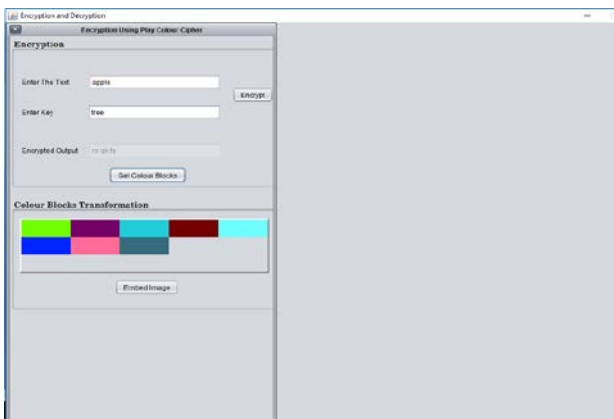 Encryption and Decryption
Encryption Using Play Colour Cipher
Encryption
Enter The Text apple
Encrypt
Enter Key tree
Encrypted Output
Get Colour Blocks
Colour Blocks Transformation
Embed Image